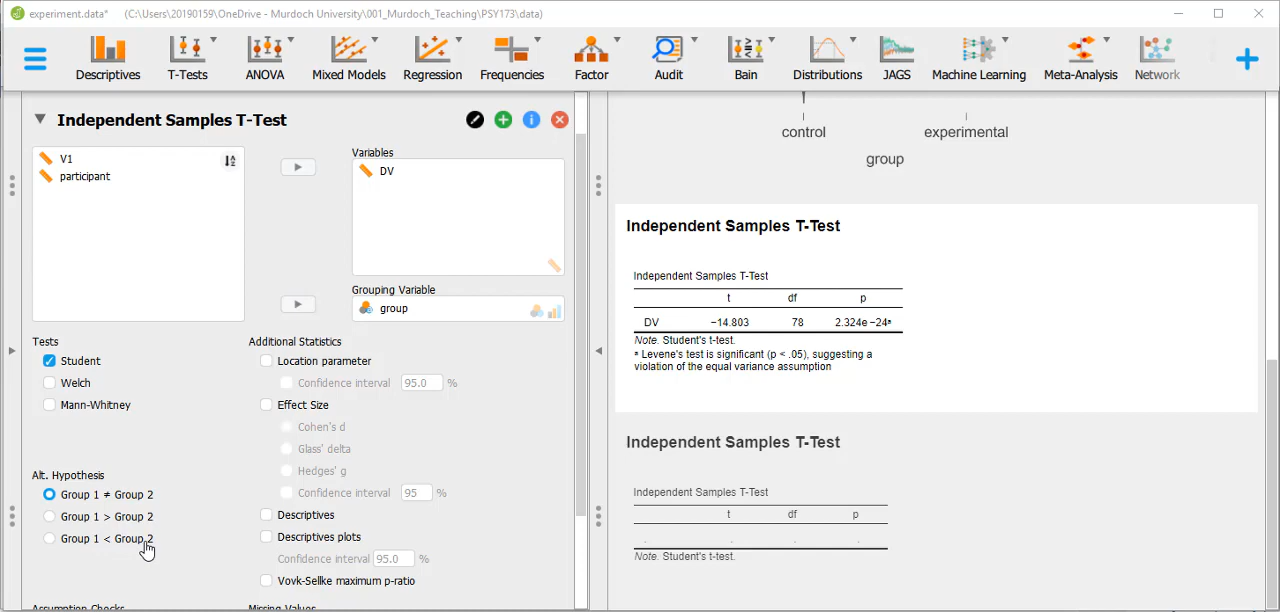 experiment.data* (C:\Users\20190159\OneDrive - Murdoch University\001_Murdoch_Teaching\PSY173\data)
Descriptives T-Tests ANOVA Mixed Models Regression Frequencies Factor Audit Bain Distributions JAGS Machine Learning Meta-Analysis Network
Independent Samples T-Test
V1
participant
Variables
DV
Grouping Variable
group
Tests
Student
Welch
Mann-Whitney
Alt. Hypothesis
Group 1 ≠ Group 2
Group 1 > Group 2
Group 1 < Group 2
Assumption Checks
Additional Statistics
Location parameter
Confidence interval 95.0 %
Effect Size
Cohen's d
Glass' delta
Hedges' g
Confidence interval 95 %
Descriptives
Descriptives plots
Confidence interval 95.0 %
Vovk-Sellke maximum p-ratio
Missing Values
control experimental
group
Independent Samples T-Test
Independent Samples T-Test
t df p
DV −14.803 78 2.324e −24ᵃ
Note. Student's t-test.
ᵃ Levene's test is significant (p < .05), suggesting a
violation of the equal variance assumption
Independent Samples T-Test
Independent Samples T-Test
t df p
. . . .
Note. Student's t-test.